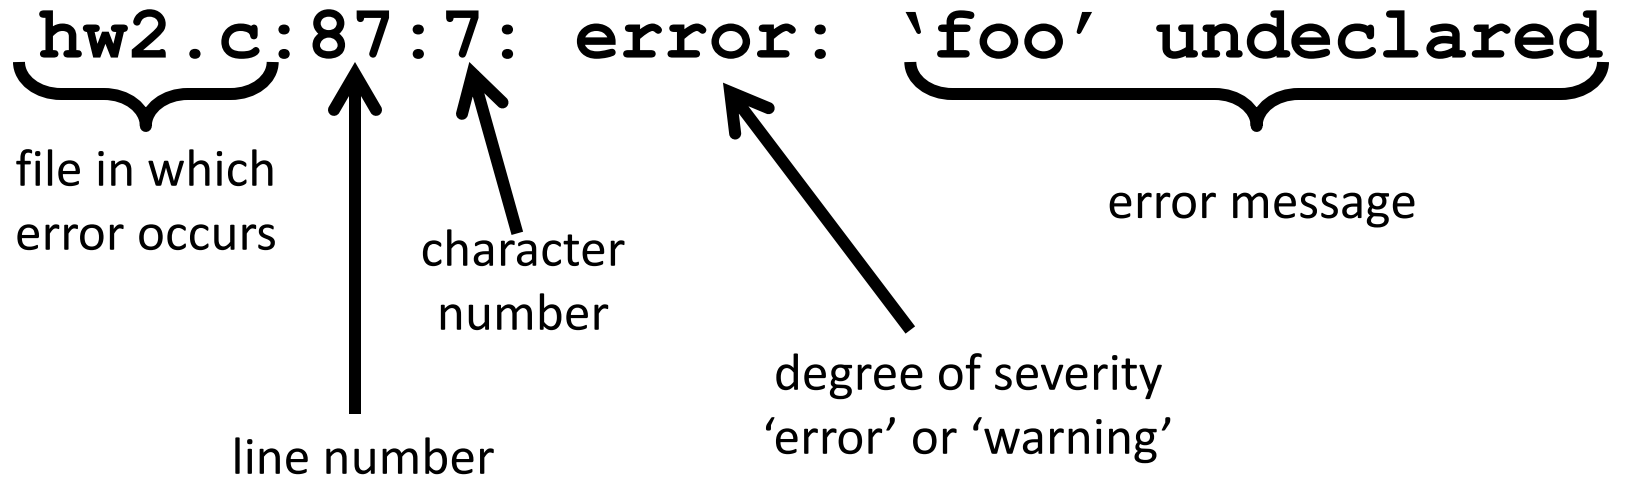 hw2.c:87:7: error: ‘foo’ undeclared
file in which
error occurs
character
number
line number
degree of severity
‘error’ or ‘warning’
error message